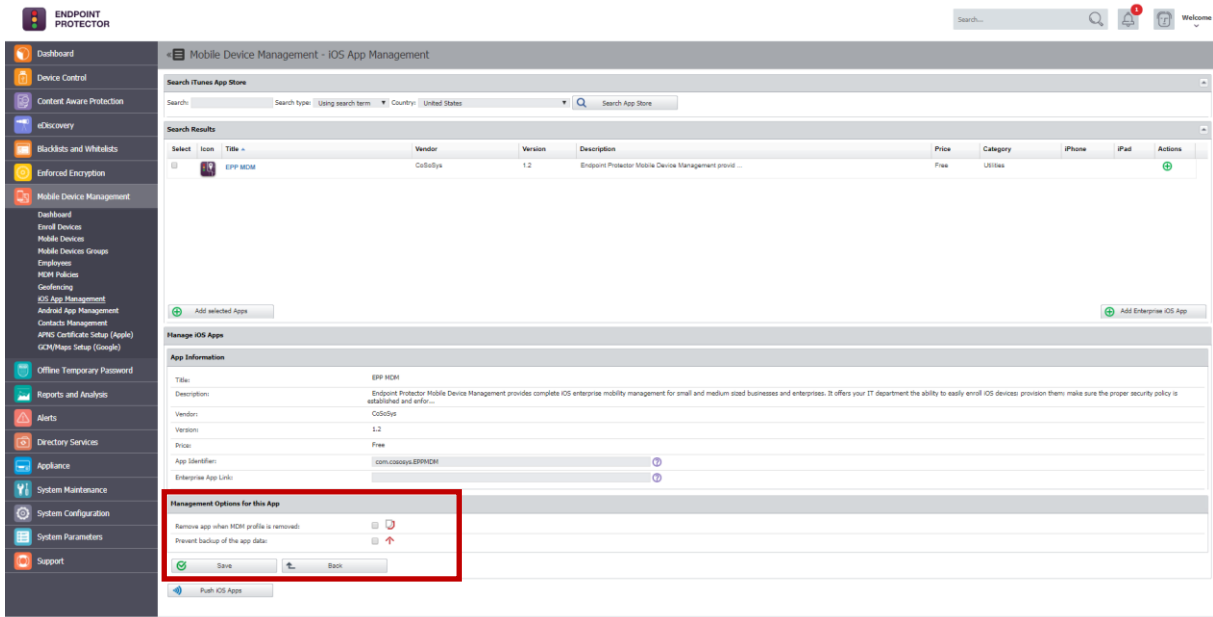 ENDPOINT
PROTECTOR
Search...
1
Welcome
Dashboard
Device Control
Content Aware Protection
eDiscovery
Blacklists and Whitelists
Enforced Encryption
Mobile Device Management
Dashboard
Enroll Devices
Mobile Devices
Mobile Devices Groups
Employees
MDM Policies
Geofencing
iOS App Management
Android App Management
Contacts Management
APNS Certificate Setup (Apple)
GCM/Maps Setup (Google)
Offline Temporary Password
Reports and Analysis
Alerts
Directory Services
Appliance
System Maintenance
System Configuration
System Parameters
Support
Mobile Device Management - iOS App Management
Search iTunes App Store
Search: Search type: Using search term Country: United States Search App Store
Search Results
Select Icon Title Vendor Version Description Price Category iPhone iPad Actions
EPP MDM CoSoSys 1.2 Endpoint Protector Mobile Device Management provid ... Free Utilities
Add selected Apps Add Enterprise iOS App
Manage iOS Apps
App Information
Title: EPP MDM
Description: Endpoint Protector Mobile Device Management provides complete iOS enterprise mobility management for small and medium sized businesses and enterprises. It offers your IT department the ability to easily enroll iOS devices; provision them; make sure the proper security policy is
established and enfor...
Vendor: CoSoSys
Version: 1.2
Price: Free
App Identifier: com.cososys.EPPMDM
Enterprise App Link:
Management Options for this App
Remove app when MDM profile is removed:
Prevent backup of the app data:
Save Back
Push iOS Apps